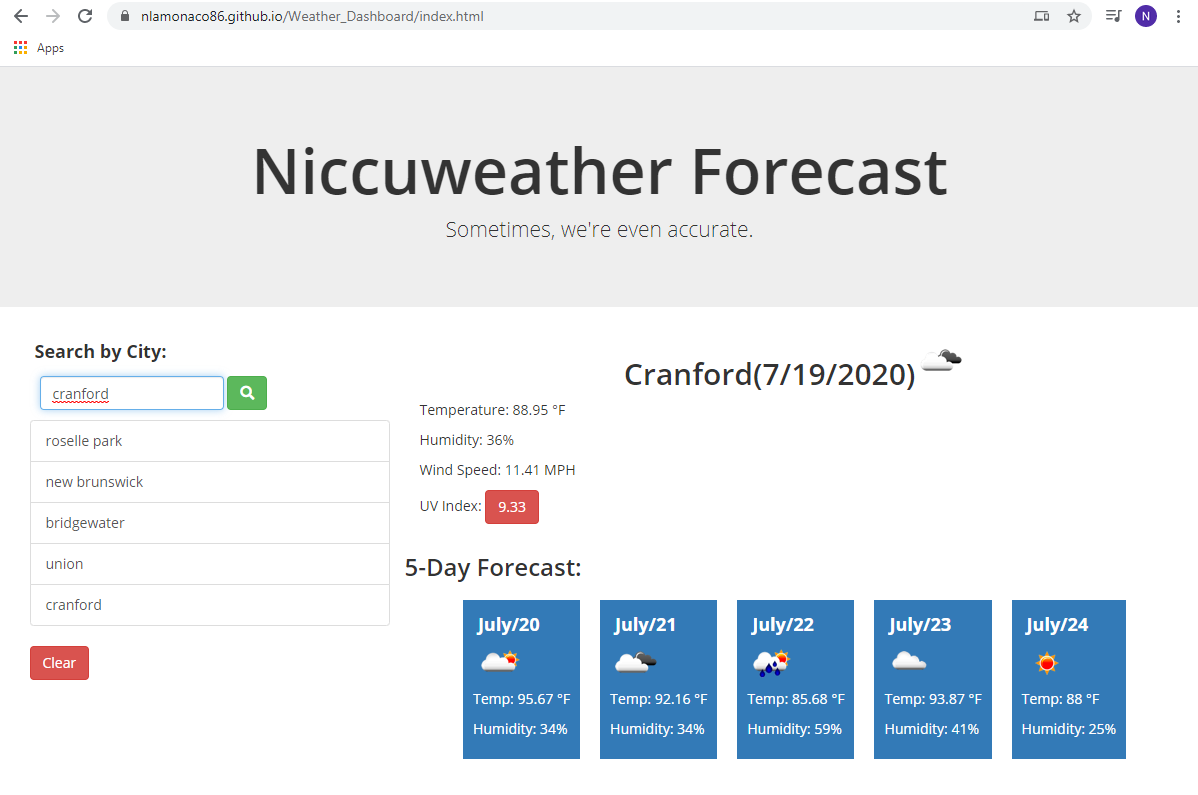 nlamonaco86.github.io/Weather_Dashboard/index.html
N
Apps
Niccuweather Forecast
Sometimes, we're even accurate.
Search by City:
cranford
roselle park
new brunswick
bridgewater
union
cranford
Clear
Cranford(7/19/2020)
Temperature: 88.95 °F
Humidity: 36%
Wind Speed: 11.41 MPH
UV Index: 9.33
5-Day Forecast:
July/20
Temp: 95.67 °F
Humidity: 34%
July/21
Temp: 92.16 °F
Humidity: 34%
July/22
Temp: 85.68 °F
Humidity: 59%
July/23
Temp: 93.87 °F
Humidity: 41%
July/24
Temp: 88 °F
Humidity: 25%